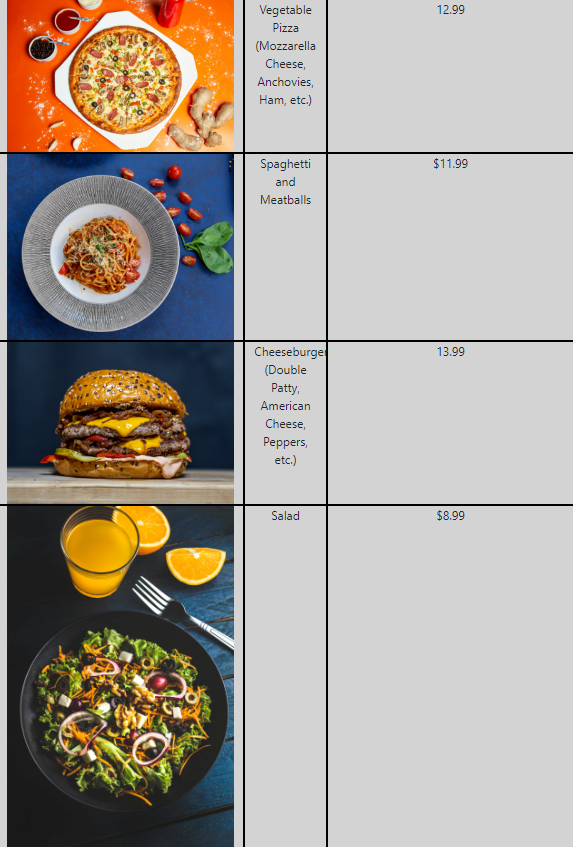 Vegetable
Pizza
(Mozzarella
Cheese,
Anchovies,
Ham, etc.)
12.99
Spaghetti
and
Meatballs
$11.99
Cheeseburger
(Double
Patty,
American
Cheese,
Peppers,
etc.)
13.99
Salad
$8.99